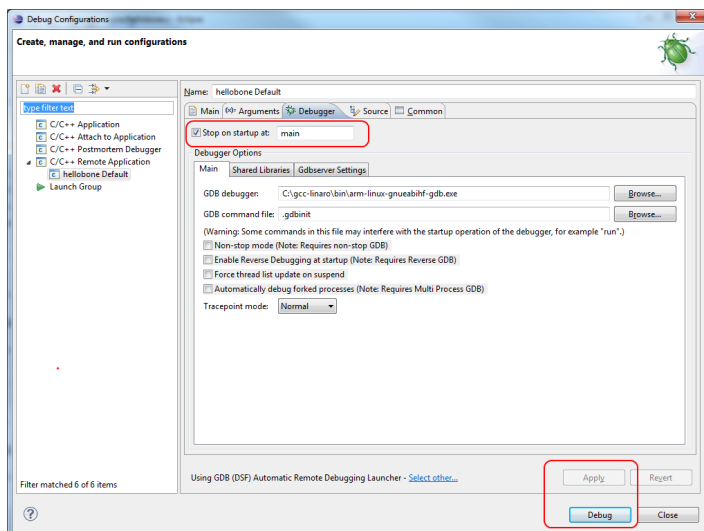 Debug Configurations
Create, manage, and run configurations
type filter text
C/C++ Application
C/C++ Attach to Application
C/C++ Postmortem Debugger
C/C++ Remote Application
hellobone Default
Launch Group
Filter matched 6 of 6 items
Name: hellobone Default
Main (x)= Arguments Debugger Source Common
Stop on startup at: main
Debugger Options
Main Shared Libraries Gdbserver Settings
GDB debugger: C:\gcc-linaro\bin\arm-linux-gnueabihf-gdb.exe Browse...
GDB command file: .gdbinit Browse...
(Warning: Some commands in this file may interfere with the startup operation of the debugger, for example "run".)
Non-stop mode (Note: Requires non-stop GDB)
Enable Reverse Debugging at startup (Note: Requires Reverse GDB)
Force thread list update on suspend
Automatically debug forked processes (Note: Requires Multi Process GDB)
Tracepoint mode: Normal
Using GDB (DSF) Automatic Remote Debugging Launcher - Select other...
Apply Revert
Debug Close